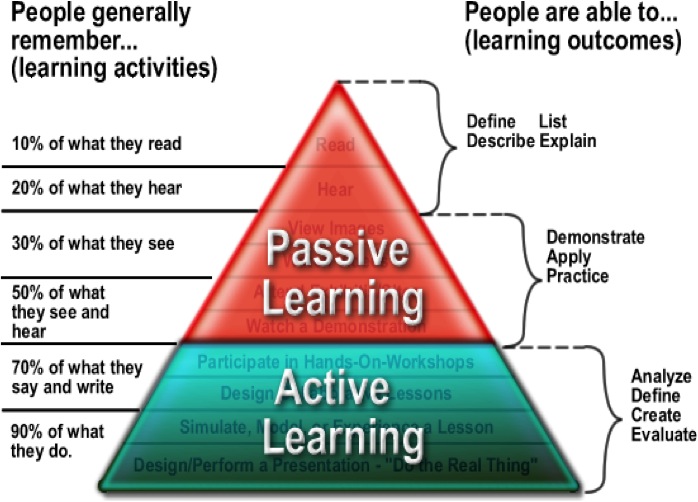 People generally
remember...
(learning activities)
People are able to...
(learning outcomes)
10% of what they read
20% of what they hear
30% of what they see
50% of what
they see and
hear
70% of what they
say and write
90% of what
they do.
Read
Hear
View Images
Watch a Demonstration
Participate in Hands-On-Workshops
Design Lessons
Simulate, Model, or Experience a Lesson
Design/Perform a Presentation - "Do the Real Thing"
Passive
Learning
Active
Learning
Define List
Describe Explain
Demonstrate
Apply
Practice
Analyze
Define
Create
Evaluate